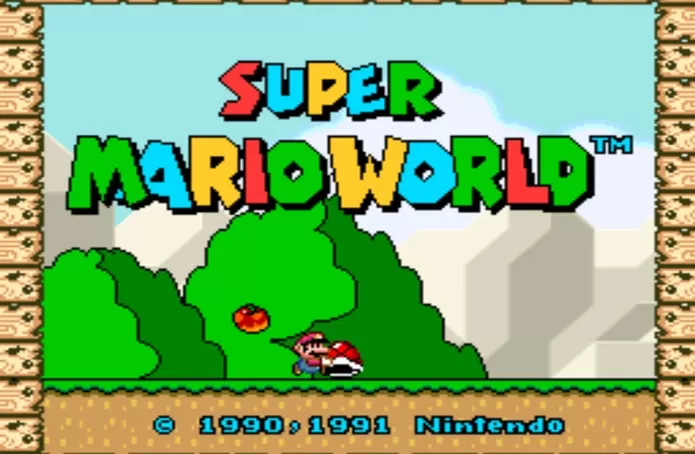 SUPER
MARIO WORLD™
© 1990,1991 Nintendo